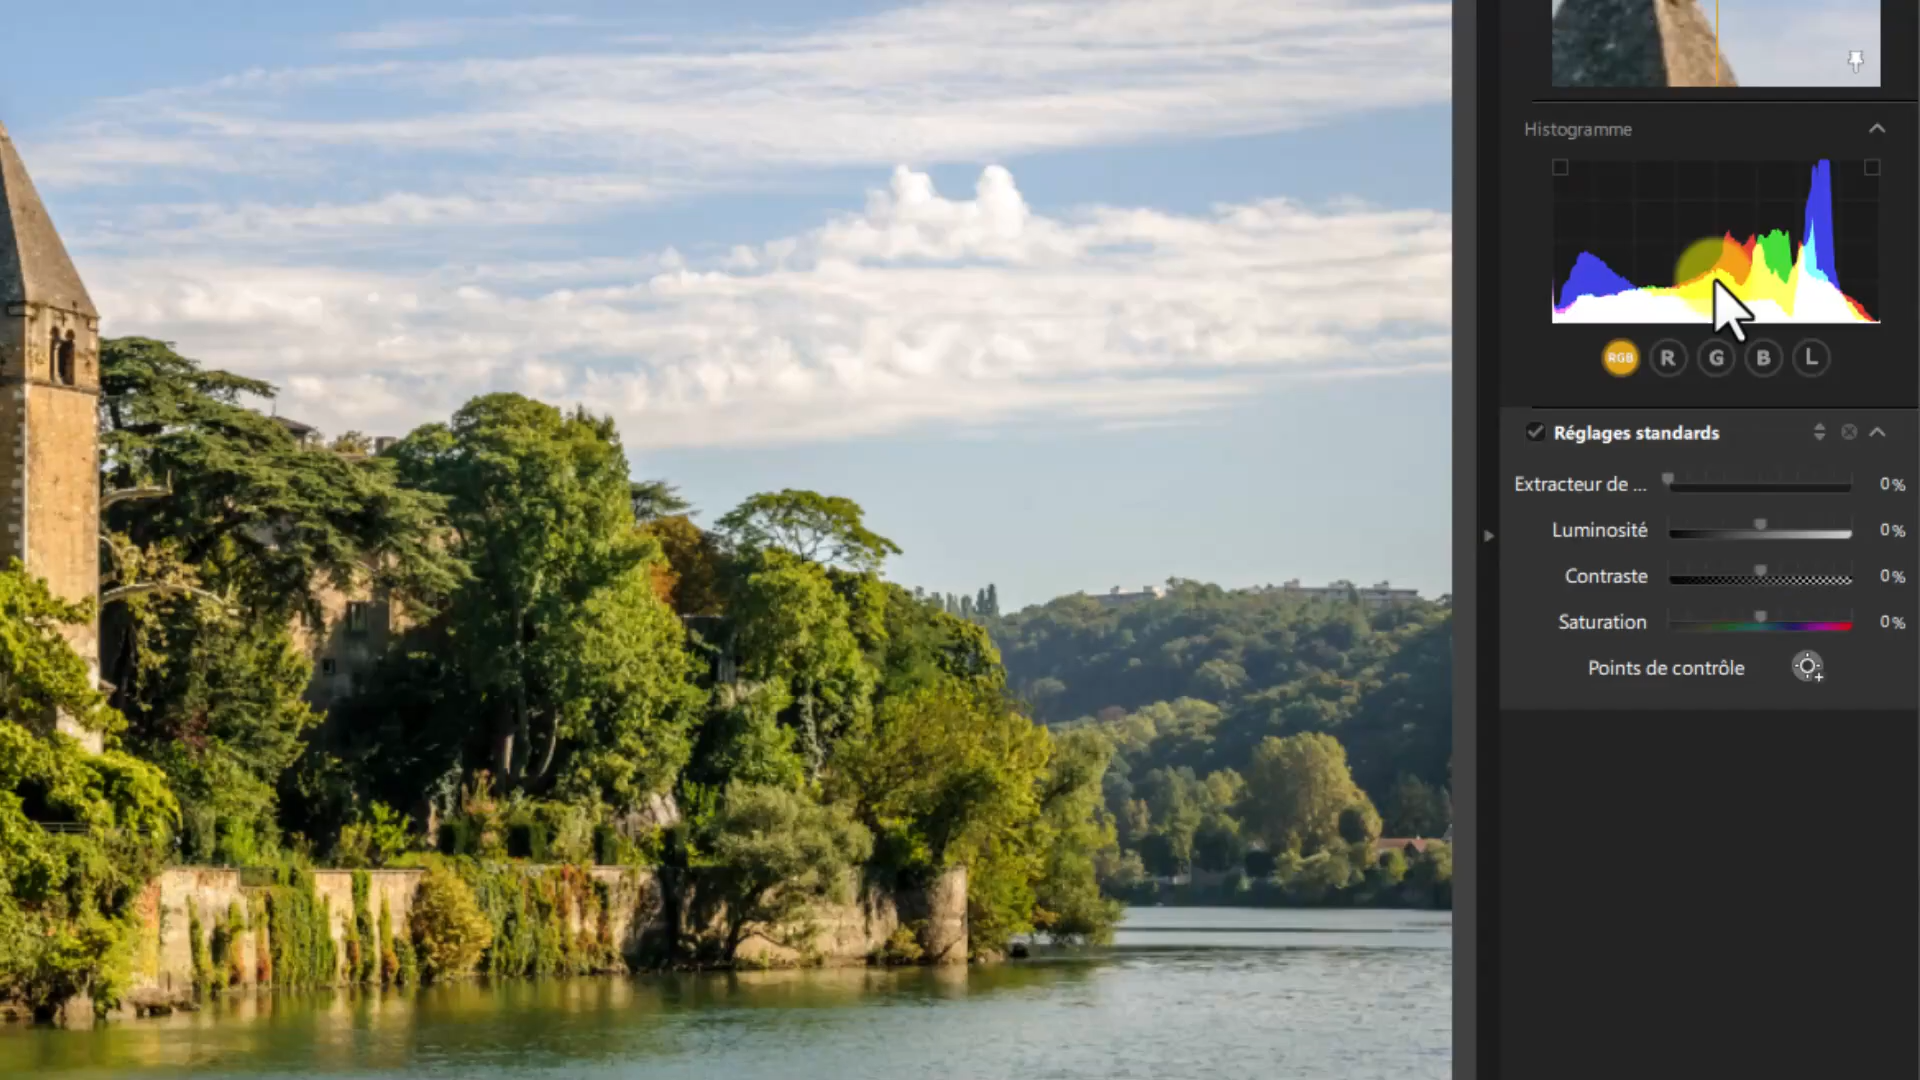 Histogramme
RGB R G B L
Réglages standards
Extracteur de ... 0%
Luminosité 0%
Contraste 0%
Saturation 0%
Points de contrôle